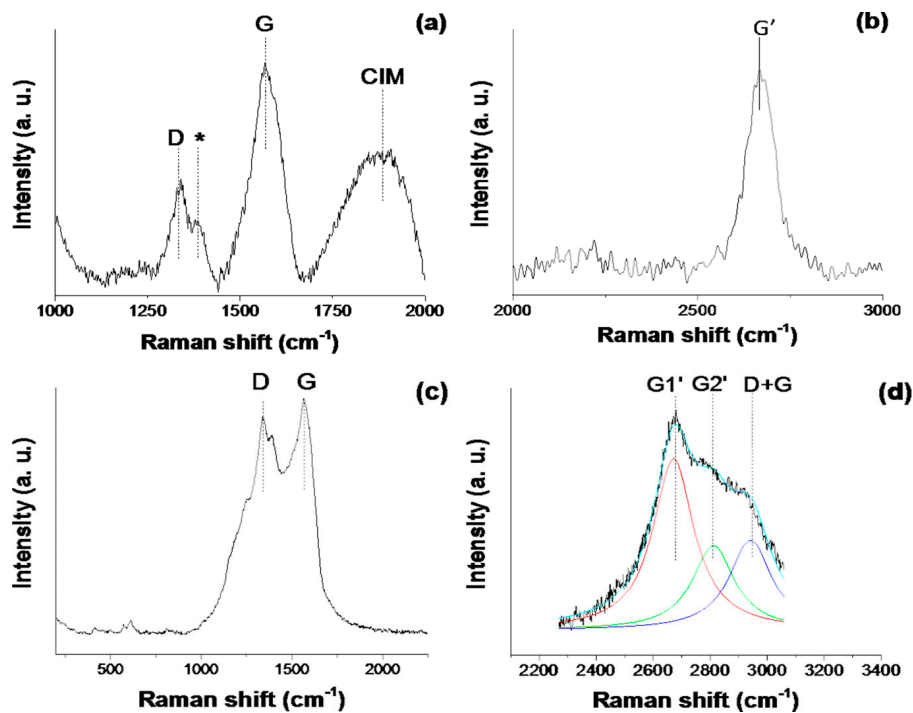 (a)
D * G CIM
Intensity (a. u.)
1000 1250 1500 1750 2000
Raman shift (cm⁻¹)
(b)
G’
Intensity (a. u.)
2000 2500 3000
Raman shift (cm⁻¹)
(c)
D G
Intensity (a. u.)
500 1000 1500 2000
Raman shift (cm⁻¹)
(d)
G1' G2' D+G
Intensity (a. u.)
2200 2400 2600 2800 3000 3200 3400
Raman shift (cm⁻¹)